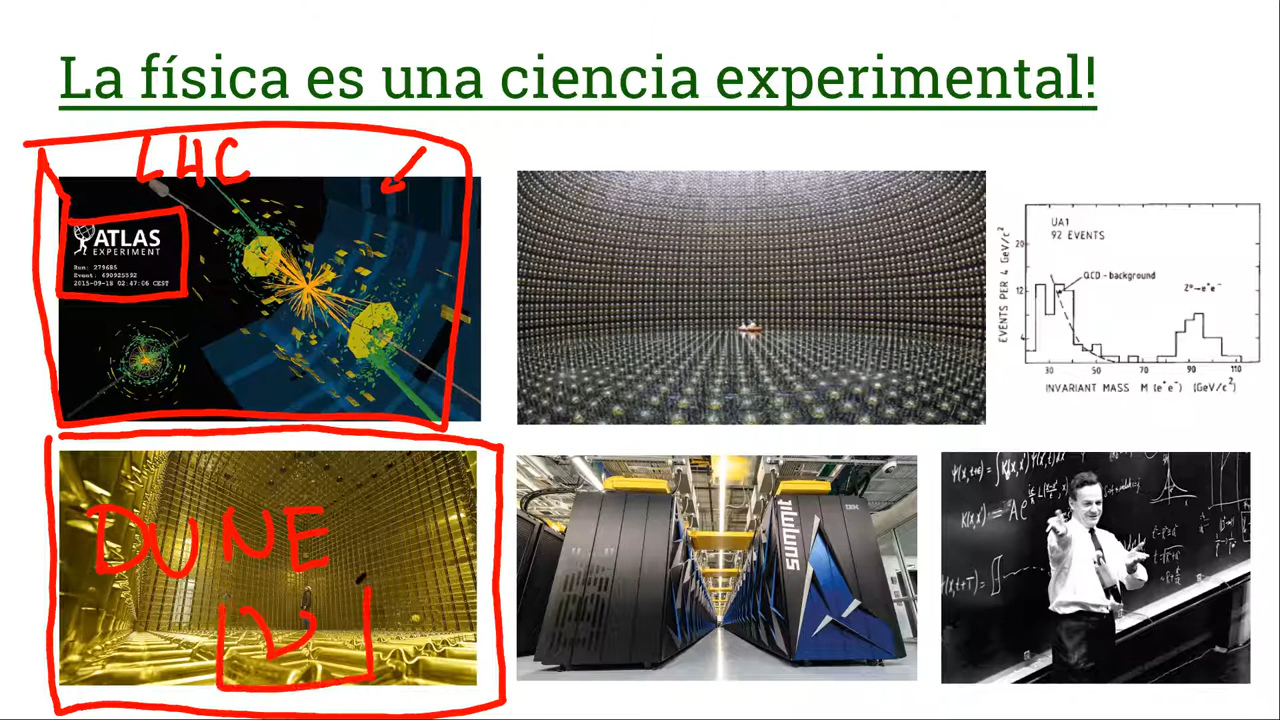 La física es una ciencia experimental!
LHC
ATLAS
EXPERIMENT
Run: 279685
Event: 690925592
2015-09-18 02:47:06 CEST
UA1
92 EVENTS
QCD - background
Z⁰→e⁺e⁻
EVENTS PER 4 GeV/c²
20
12
4
30 50 70 90 110
INVARIANT MASS M (e⁺e⁻) (GeV/c²)
DUNE
ν
SUMMIT
IBM